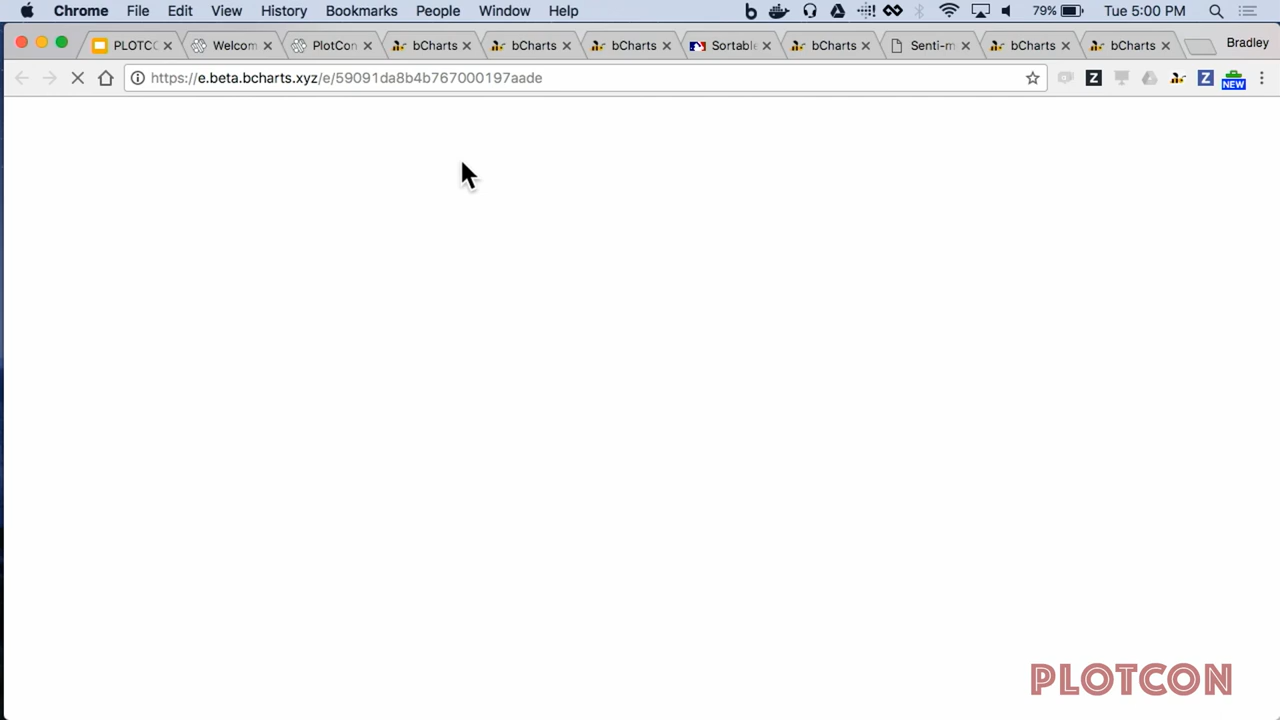 Chrome File Edit View History Bookmarks People Window Help 79% Tue 5:00 PM
PLOTCO Welcom PlotCon bCharts bCharts bCharts Sortable bCharts Senti-m bCharts bCharts Bradley
https://e.beta.bcharts.xyz/e/59091da8b4b767000197aade
NEW
PLOTCON